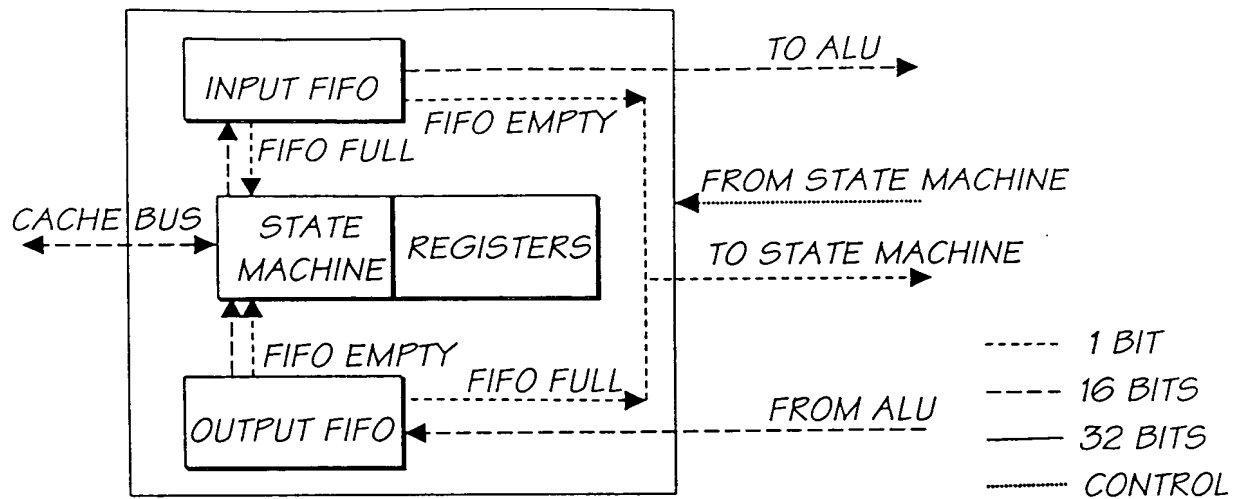 TO ALU
INPUT FIFO
FIFO EMPTY
FIFO FULL
FROM STATE MACHINE
CACHE BUS
STATE
MACHINE
REGISTERS
TO STATE MACHINE
FIFO EMPTY
FIFO FULL
OUTPUT FIFO
FROM ALU
1 BIT
16 BITS
32 BITS
CONTROL